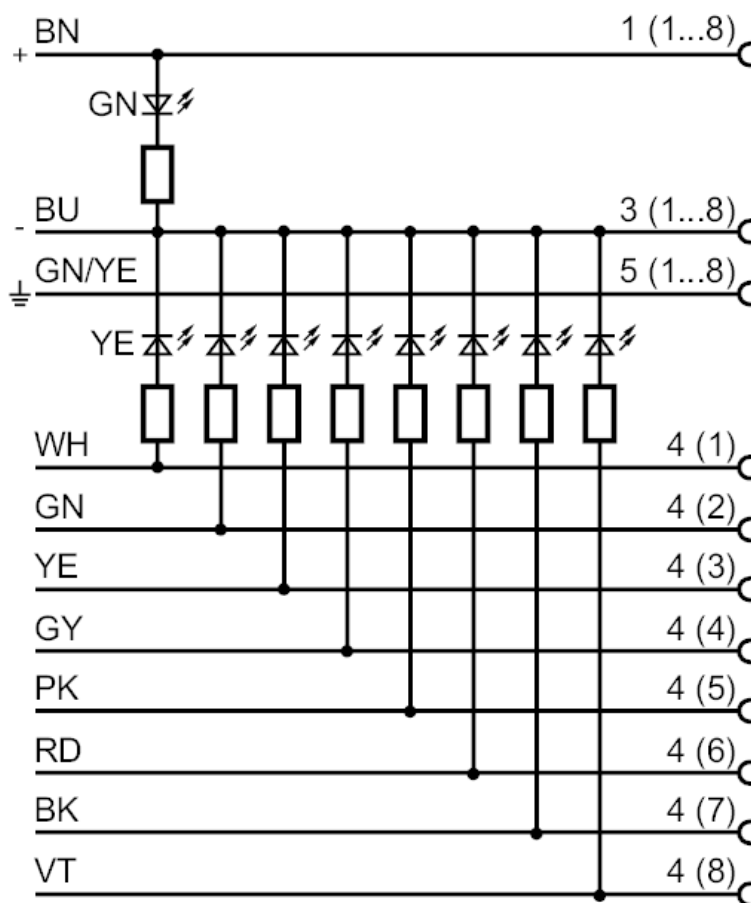 BN 1 (1...8)
+
GN
BU 3 (1...8)
-
GN/YE 5 (1...8)
YE
WH 4 (1)
GN 4 (2)
YE 4 (3)
GY 4 (4)
PK 4 (5)
RD 4 (6)
BK 4 (7)
VT 4 (8)